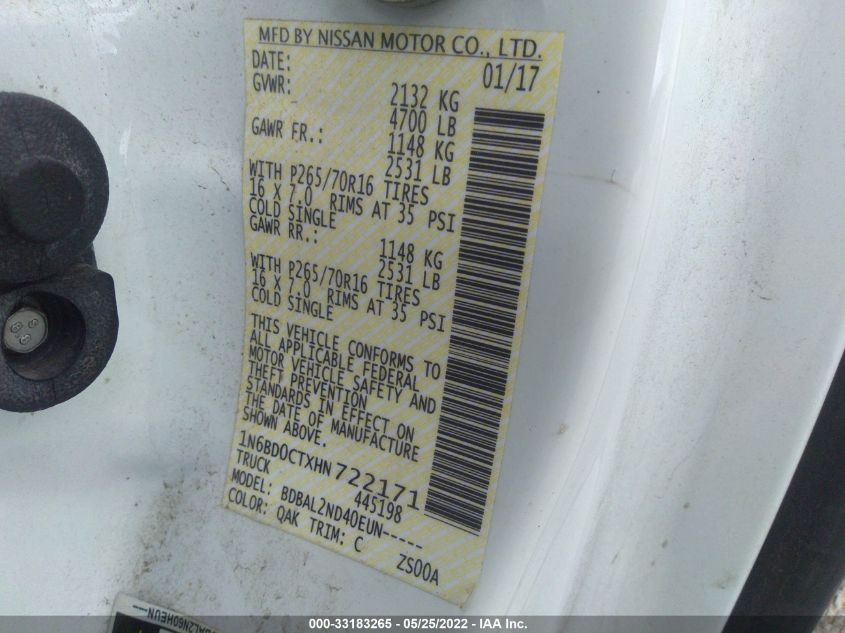 MFD BY NISSAN MOTOR CO., LTD.
DATE: 01/17
GVWR: 2132 KG
4700 LB
GAWR FR.: 1148 KG
2531 LB
WITH P265/70R16 TIRES
16 X 7.0 RIMS AT 35 PSI
COLD SINGLE
GAWR RR.: 1148 KG
2531 LB
WITH P265/70R16 TIRES
16 X 7.0 RIMS AT 35 PSI
COLD SINGLE
THIS VEHICLE CONFORMS TO
ALL APPLICABLE FEDERAL
MOTOR VEHICLE SAFETY AND
THEFT PREVENTION
STANDARDS IN EFFECT ON
THE DATE OF MANUFACTURE
SHOWN ABOVE.
1N6BD0CTXHN722171
TRUCK 445198
MODEL: BDBAL2ND40EUN-----
COLOR: QAK TRIM: C ZS00A
000-33183265 - 05/25/2022 - IAA Inc.